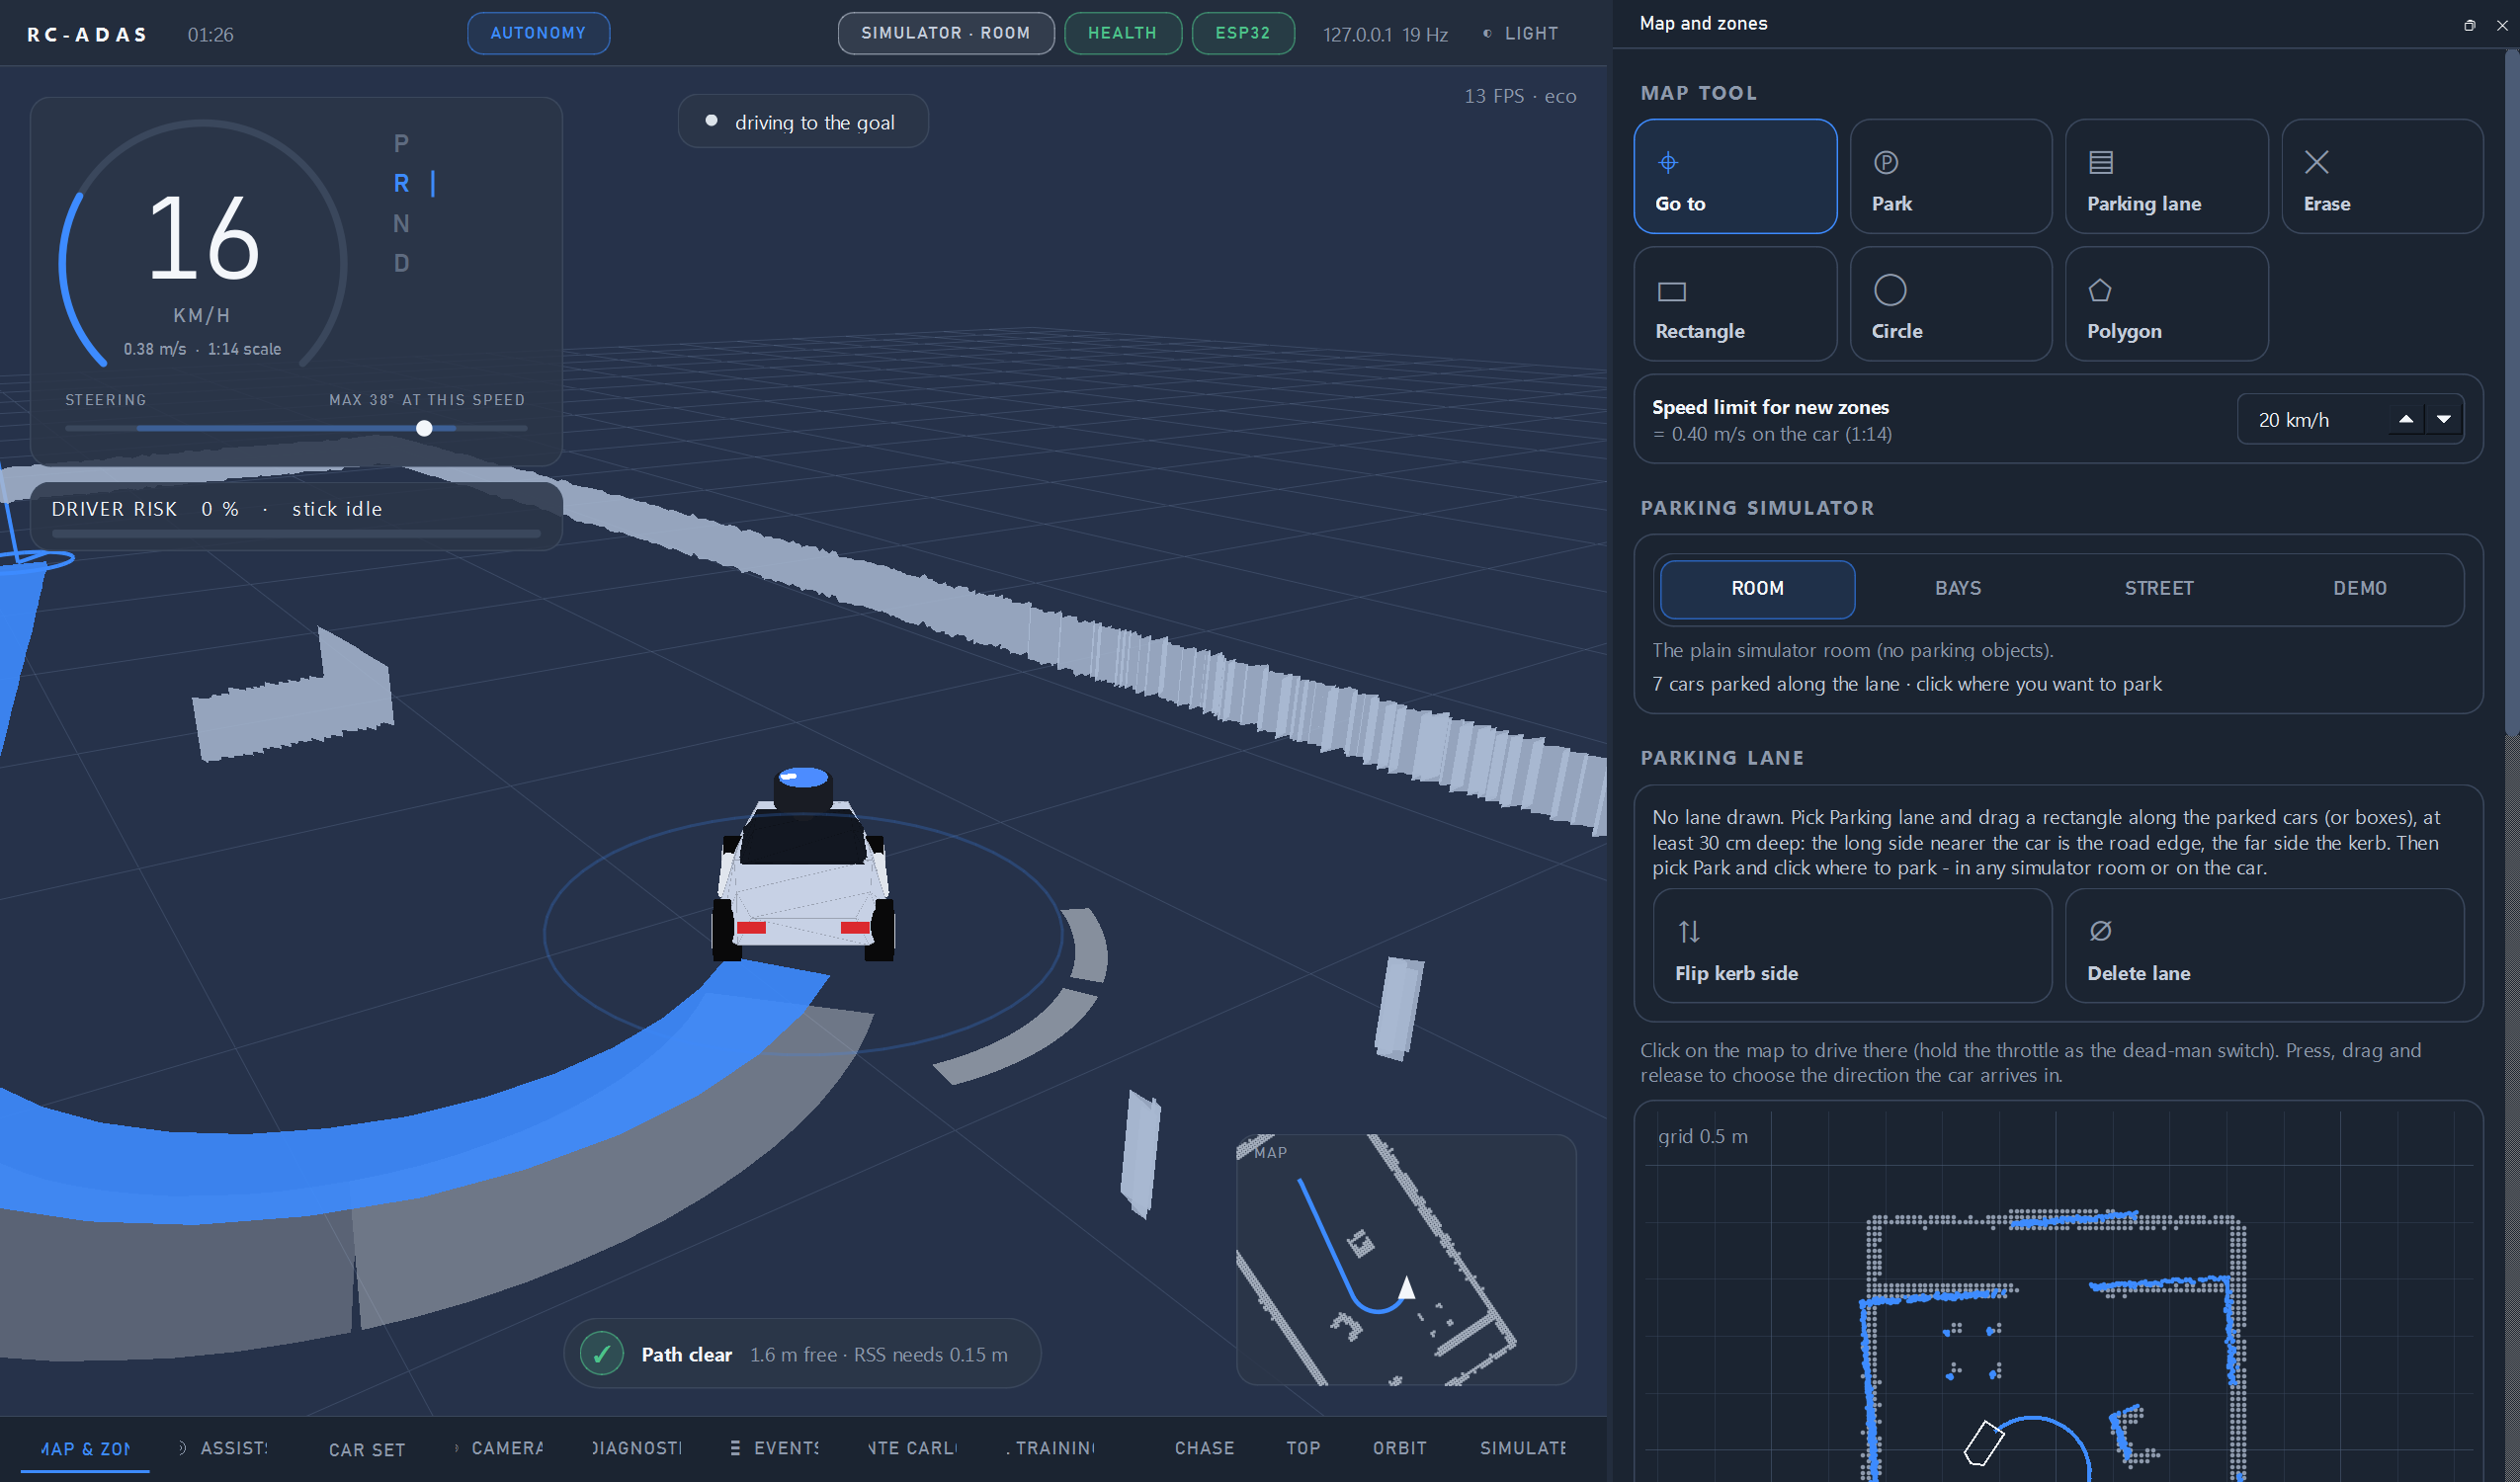 RC-ADAS 01:26 AUTONOMY SIMULATOR · ROOM HEALTH ESP32 127.0.0.1 19 Hz LIGHT
13 FPS · eco
driving to the goal
P
R
N
D
16
KM/H
0.38 m/s · 1:14 scale
STEERING MAX 38° AT THIS SPEED
DRIVER RISK 0 % · stick idle
MAP
Path clear 1.6 m free · RSS needs 0.15 m
MAP & ZON ASSIST CAR SET CAMERA DIAGNOSTI EVENTS NTE CARL TRAINING CHASE TOP ORBIT SIMULATE
Map and zones
MAP TOOL
Go to Park Parking lane Erase
Rectangle Circle Polygon
Speed limit for new zones
= 0.40 m/s on the car (1:14)
20 km/h
PARKING SIMULATOR
ROOM BAYS STREET DEMO
The plain simulator room (no parking objects).
7 cars parked along the lane · click where you want to park
PARKING LANE
No lane drawn. Pick Parking lane and drag a rectangle along the parked cars (or boxes), at
least 30 cm deep: the long side nearer the car is the road edge, the far side the kerb. Then
pick Park and click where to park - in any simulator room or on the car.
Flip kerb side Delete lane
Click on the map to drive there (hold the throttle as the dead-man switch). Press, drag and
release to choose the direction the car arrives in.
grid 0.5 m